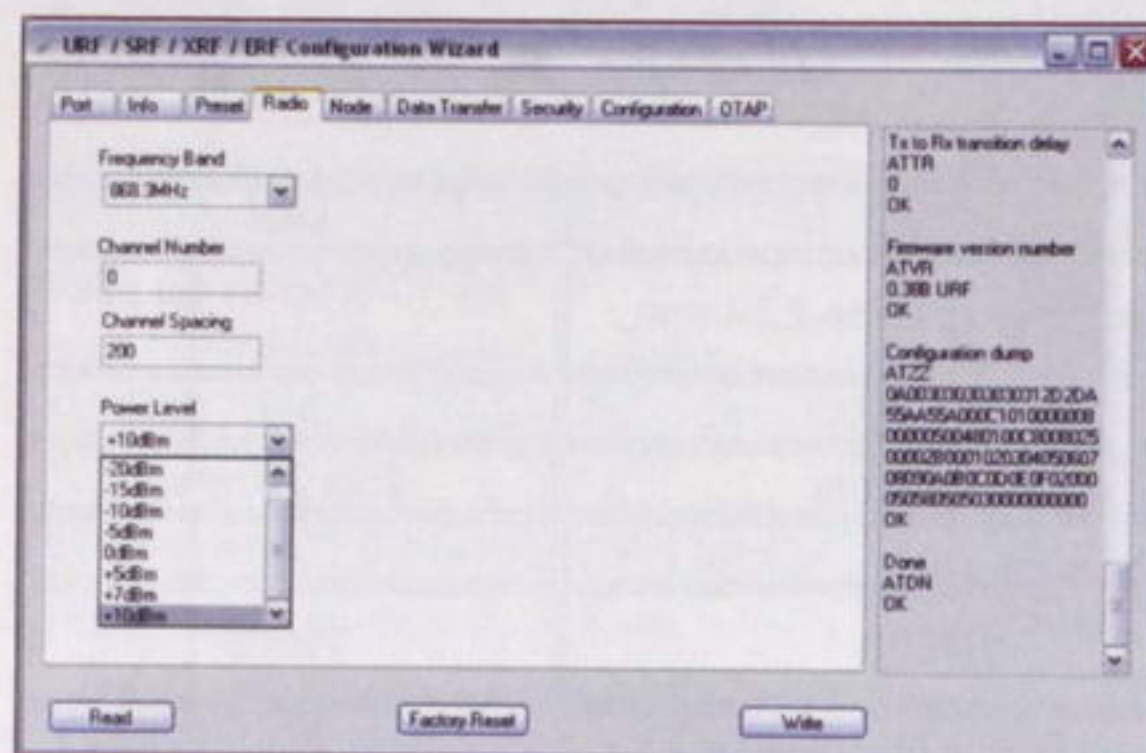 URF / SRF / XRF / ERF Configuration Wizard
Port Info Preset Radio Node Data Transfer Security Configuration OTAP
Frequency Band
868.3MHz
Channel Number
0
Channel Spacing
200
Power Level
+10dBm
-20dBm
-15dBm
-10dBm
-5dBm
0dBm
+5dBm
+7dBm
+10dBm
Tx to Rx transition delay
ATTR
0
OK
Firmware version number
ATVR
0.38B URF
OK
Configuration dump
ATZZ
OK
Done
ATDN
OK
Read Factory Reset Write